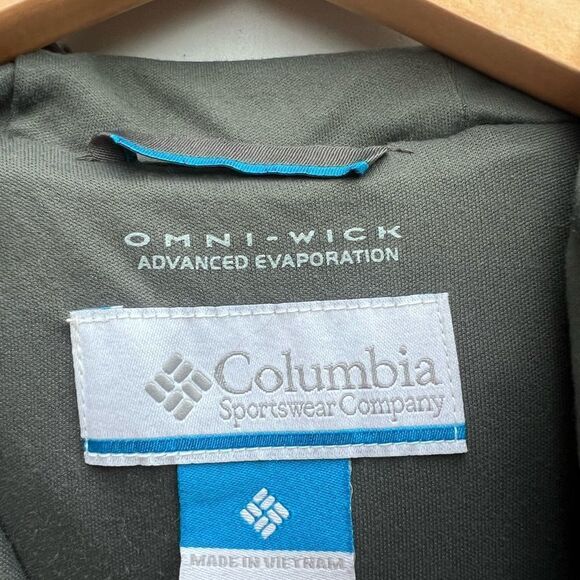 OMNI-WICK
ADVANCED EVAPORATION
Columbia
Sportswear Company
MADE IN VIETNAM